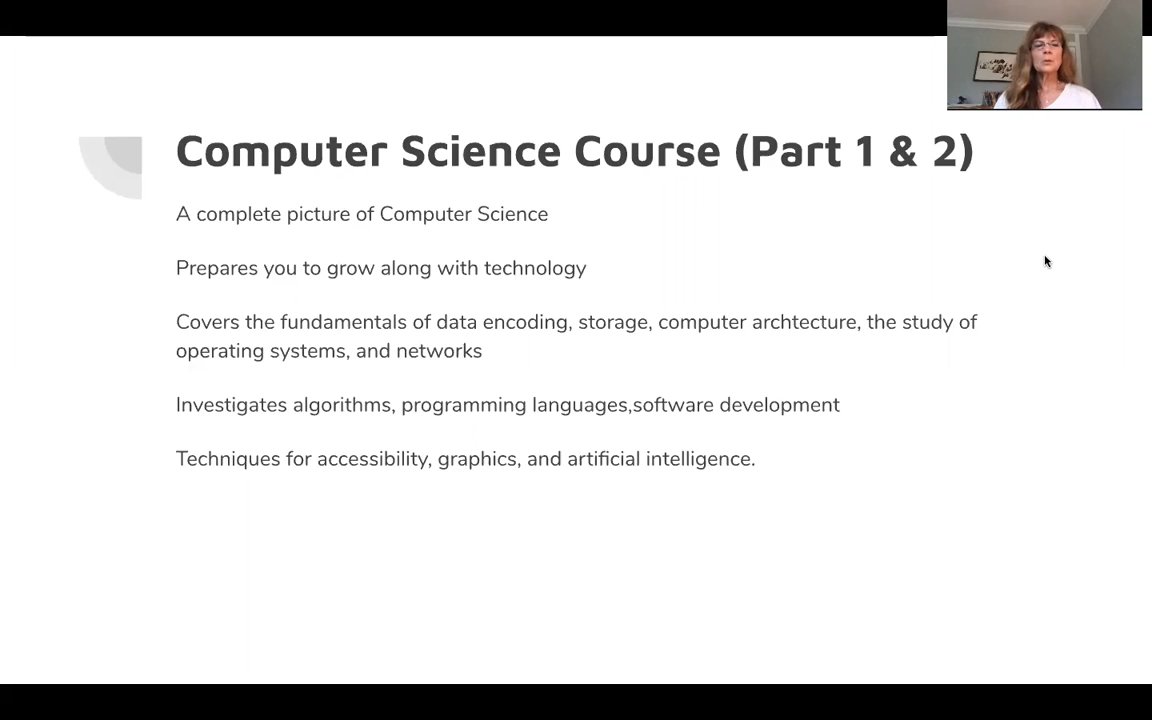 Computer Science Course (Part 1 & 2)
A complete picture of Computer Science
Prepares you to grow along with technology
Covers the fundamentals of data encoding, storage, computer archtecture, the study of
operating systems, and networks
Investigates algorithms, programming languages,software development
Techniques for accessibility, graphics, and artificial intelligence.